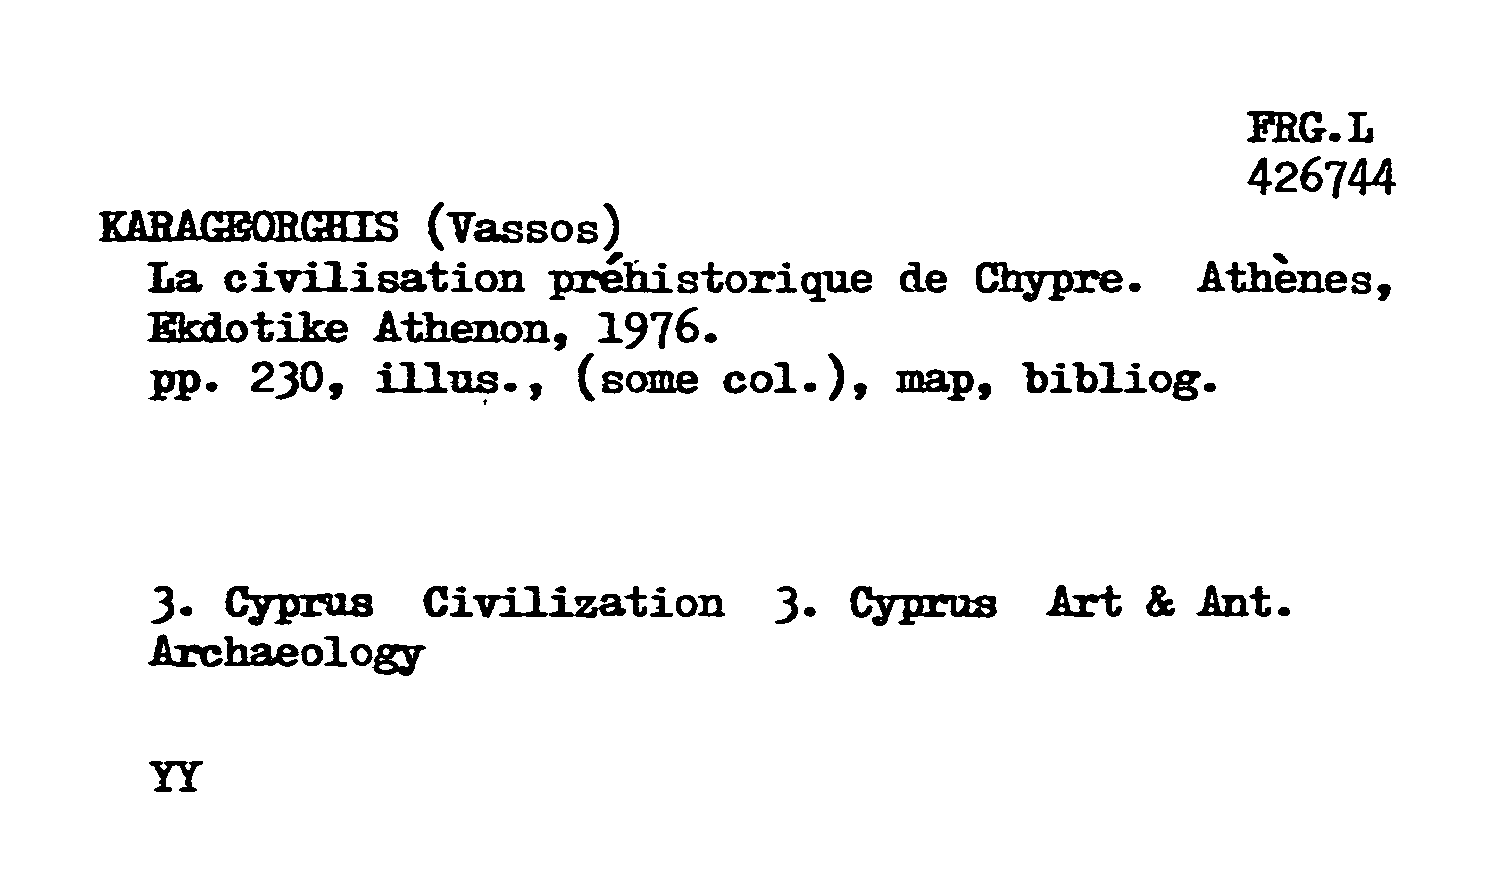 FRG.L
426744
KARAGEORGHIS (Vassos)
La civilisation préhistorique de Chypre. Athènes,
Ekdotike Athenon, 1976.
pp. 230, illus., (some col.), map, bibliog.
3. Cyprus Civilization 3. Cyprus Art & Ant.
Archaeology
YY